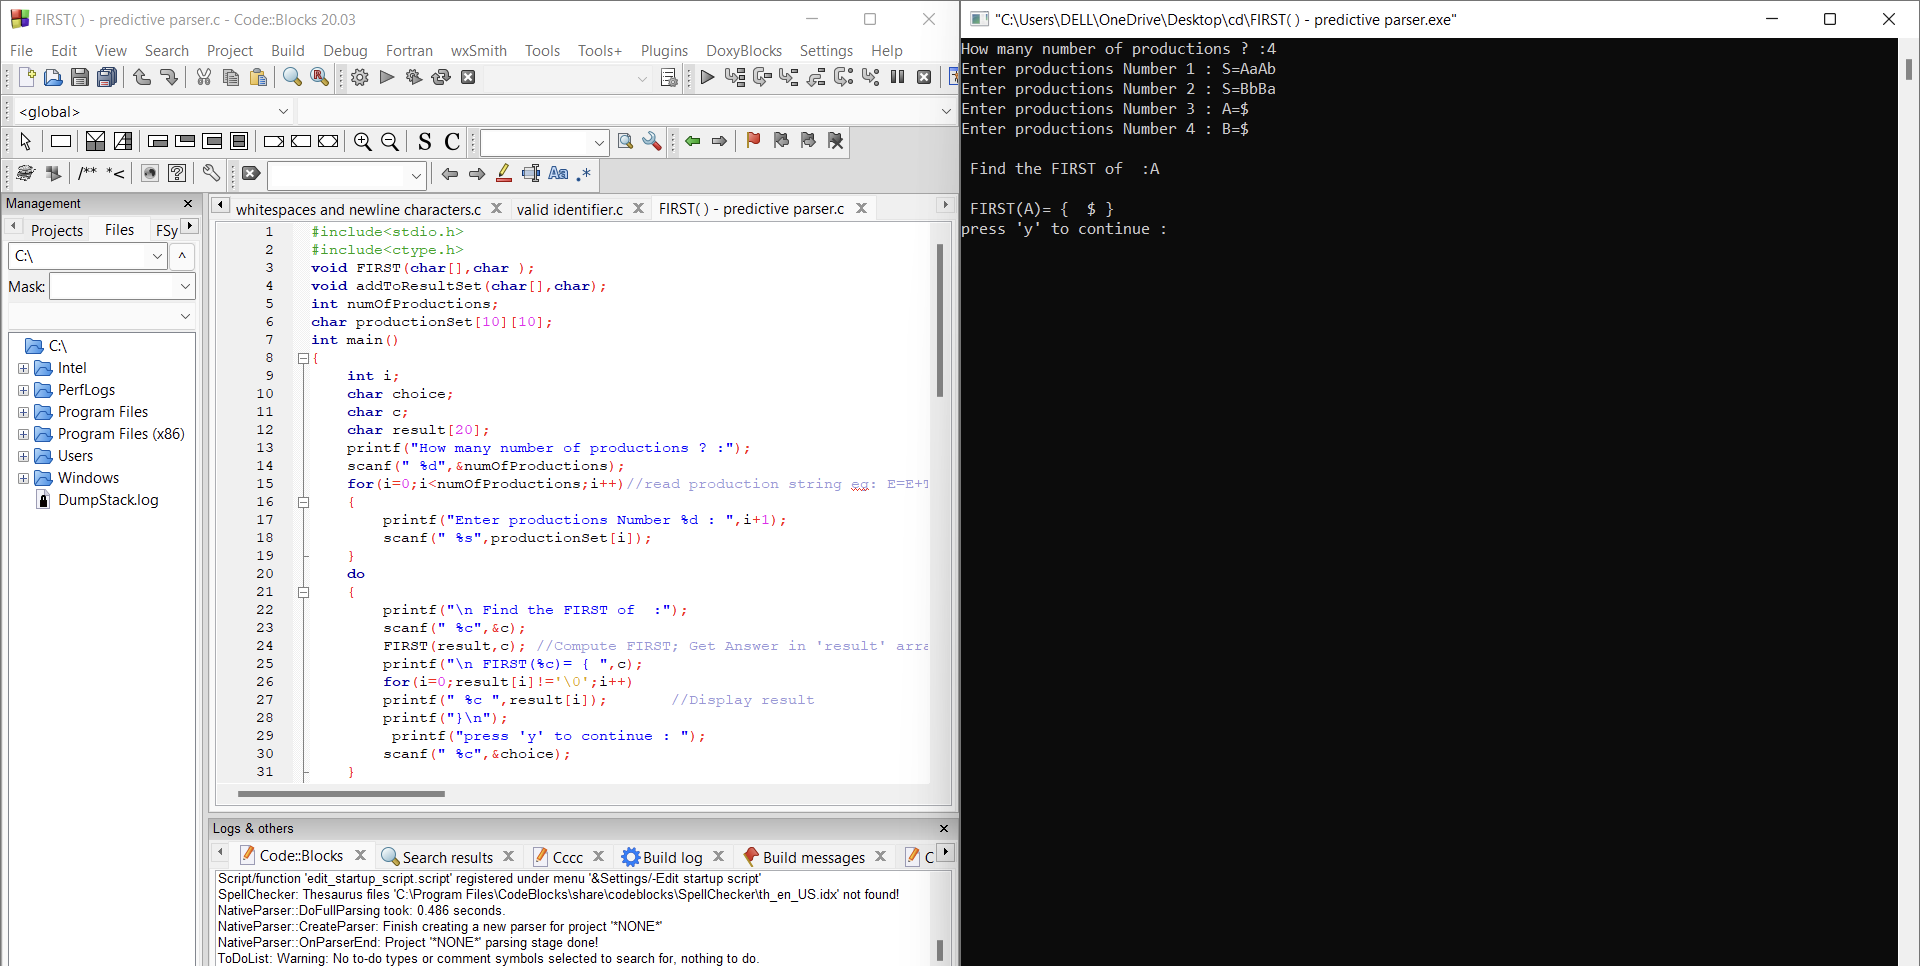 FIRST( ) - predictive parser.c - Code::Blocks 20.03
File Edit View Search Project Build Debug Fortran wxSmith Tools Tools+ Plugins DoxyBlocks Settings Help
<global>
S C
/** *< Aa .*
Management
Projects Files FSy
C:\
Mask:
C:\
Intel
PerfLogs
Program Files
Program Files (x86)
Users
Windows
DumpStack.log
whitespaces and newline characters.c valid identifier.c FIRST( ) - predictive parser.c
1 #include<stdio.h>
2 #include<ctype.h>
3 void FIRST(char[],char );
4 void addToResultSet(char[],char);
5 int numOfProductions;
6 char productionSet[10][10];
7 int main()
8 {
9 int i;
10 char choice;
11 char c;
12 char result[20];
13 printf("How many number of productions ? :");
14 scanf(" %d",&numOfProductions);
15 for(i=0;i<numOfProductions;i++)//read production string eg: E=E+T
16 {
17 printf("Enter productions Number %d : ",i+1);
18 scanf(" %s",productionSet[i]);
19 }
20 do
21 {
22 printf("\n Find the FIRST of  :");
23 scanf(" %c",&c);
24 FIRST(result,c); //Compute FIRST; Get Answer in 'result' arra
25 printf("\n FIRST(%c)= { ",c);
26 for(i=0;result[i]!='\0';i++)
27 printf(" %c ",result[i]); //Display result
28 printf("}\n");
29 printf("press 'y' to continue : ");
30 scanf(" %c",&choice);
31 }
Logs & others
Code::Blocks Search results Cccc Build log Build messages C
Script/function 'edit_startup_script.script' registered under menu '&Settings/-Edit startup script'
SpellChecker: Thesaurus files 'C:\Program Files\CodeBlocks\share\codeblocks\SpellChecker\th_en_US.idx' not found!
NativeParser::DoFullParsing took: 0.486 seconds.
NativeParser::CreateParser: Finish creating a new parser for project '*NONE*'
NativeParser::OnParserEnd: Project '*NONE*' parsing stage done!
ToDoList: Warning: No to-do types or comment symbols selected to search for, nothing to do.
"C:\Users\DELL\OneDrive\Desktop\cd\FIRST( ) - predictive parser.exe"
How many number of productions ? :4
Enter productions Number 1 : S=AaAb
Enter productions Number 2 : S=BbBa
Enter productions Number 3 : A=$
Enter productions Number 4 : B=$
Find the FIRST of  :A
FIRST(A)= {  $ }
press 'y' to continue :